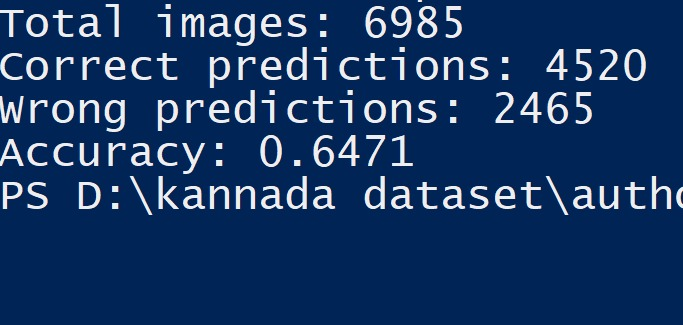 Total images: 6985
Correct predictions: 4520
Wrong predictions: 2465
Accuracy: 0.6471
PS D:\kannada dataset\autho